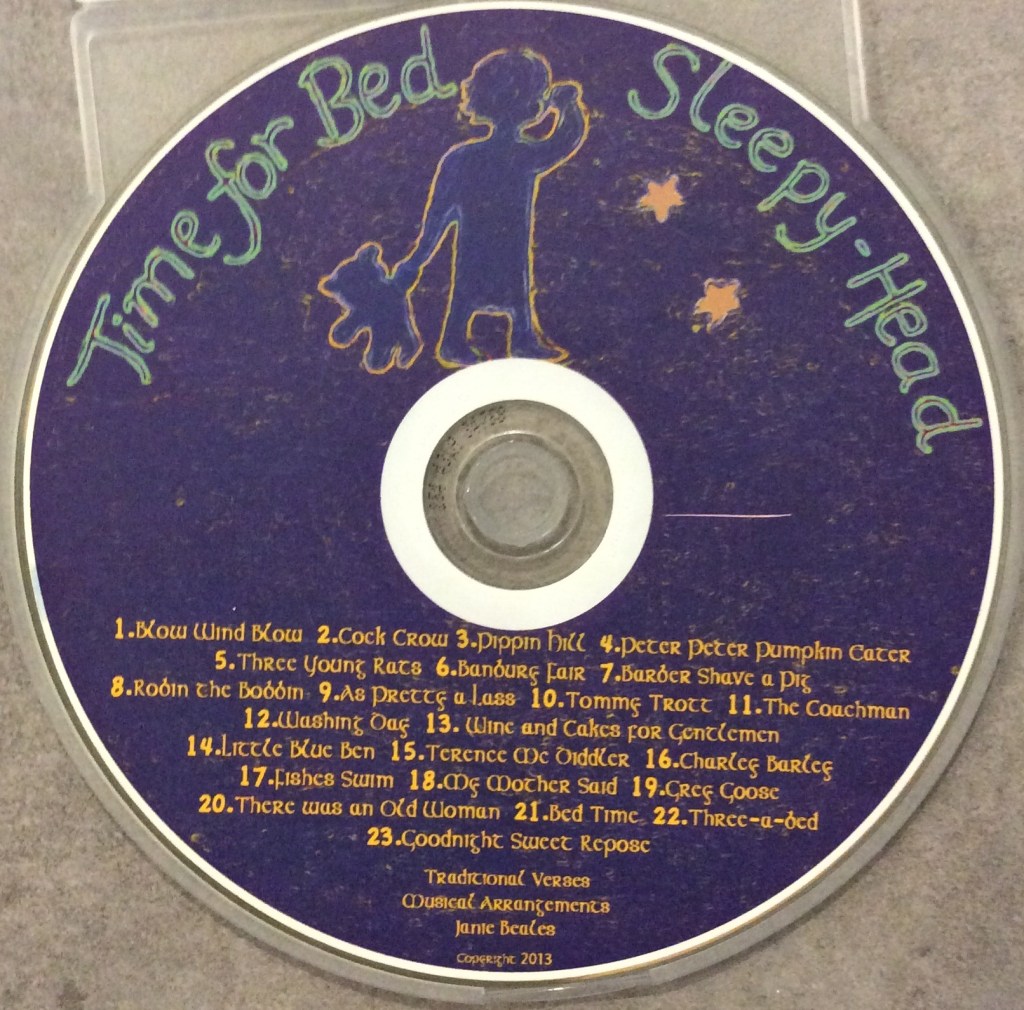 Time for Bed Sleepy-Head
1.Blow Wind Blow 2.Cock Crow 3.Pippin Hill 4.Peter Peter Pumpkin Eater
5.Three Young Rats 6.Banbury Fair 7.Barber Shave a Pig
8.Robin the Bobbin 9.As Pretty a Lass 10.Tommy Trott 11.The Coachman
12.Washing Day 13. Wine and Cakes for Gentlemen
14.Little Blue Ben 15.Terence Mc Diddler 16.Charley Barley
17.Fishes Swim 18.My Mother Said 19.Grey Goose
20.There was an Old Woman 21.Bed Time 22.Three-a-bed
23.Goodnight Sweet Repose
Traditional Verses
Musical Arrangements
Janie Beales
Copyright 2013